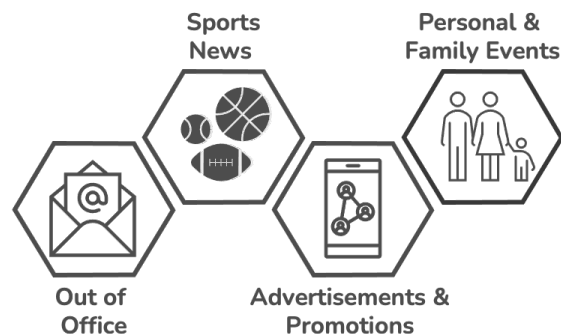 Sports
News
Personal &
Family Events
@
Out of
Office
Advertisements &
Promotions